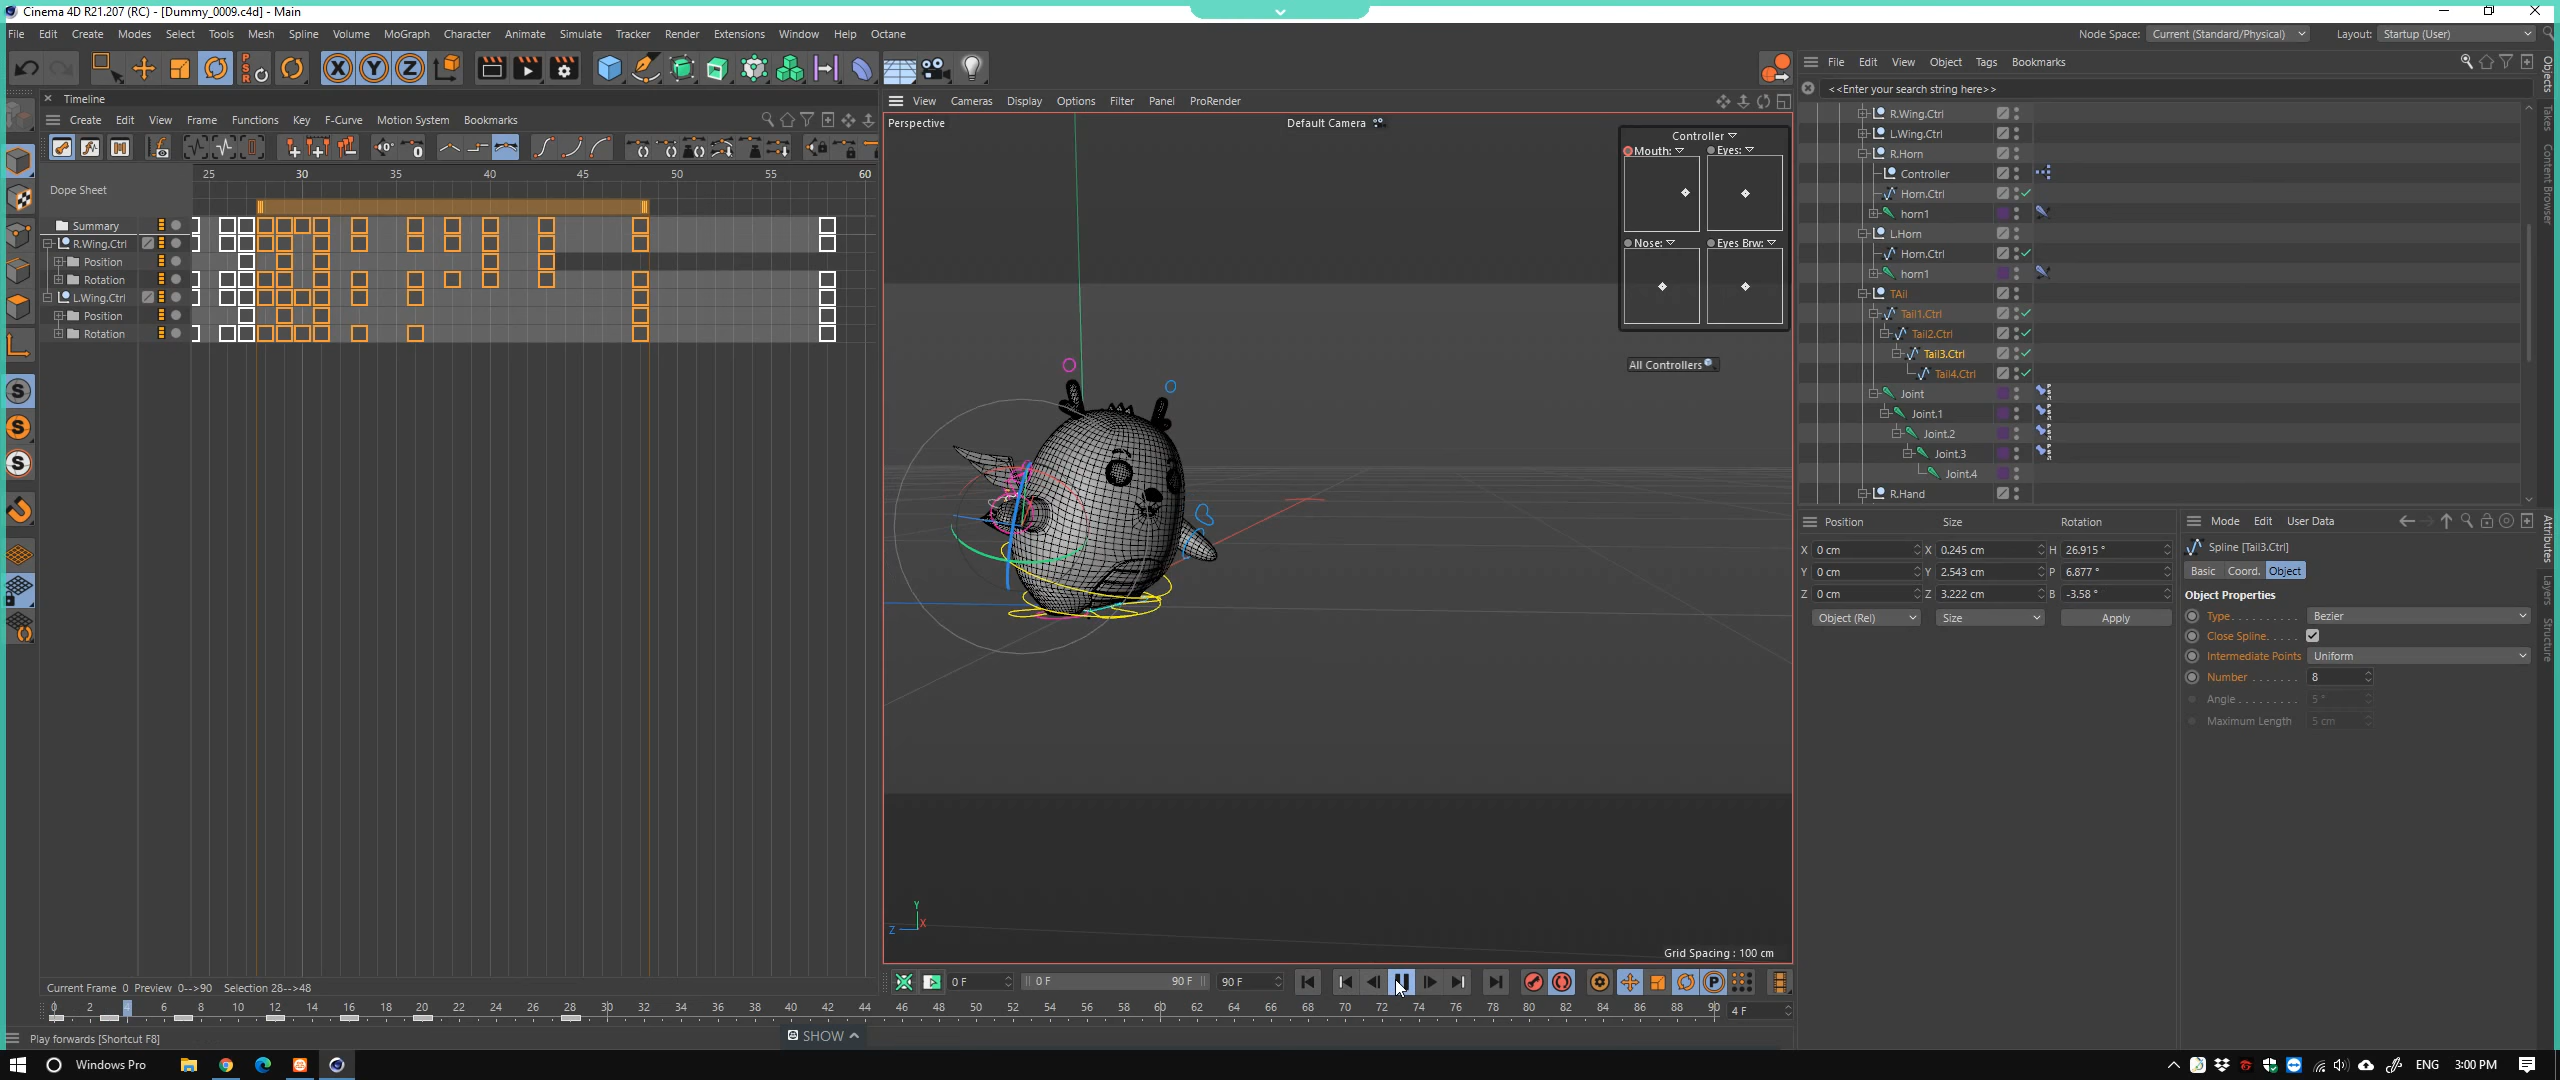 Cinema 4D R21.207 (RC) - [Dummy_0009.c4d] - Main
File Edit Create Modes Select Tools Mesh Spline Volume MoGraph Character Animate Simulate Tracker Render Extensions Window Help Octane
Node Space: Current (Standard/Physical) Layout: Startup (User)
Timeline
Create Edit View Frame Functions Key F-Curve Motion System Bookmarks
25 30 35 40 45 50 55 60
Dope Sheet
Summary
R.Wing.Ctrl
Position
Rotation
L.Wing.Ctrl
Position
Rotation
Current Frame 0 Preview 0-->90 Selection 28-->48
View Cameras Display Options Filter Panel ProRender
Perspective
Default Camera
Controller
Mouth: Eyes:
Nose: Eyes Brw:
All Controllers
Y
X
Z
Grid Spacing : 100 cm
0 F 0 F 90 F 90 F
0 2 4 6 8 10 12 14 16 18 20 22 24 26 28 30 32 34 36 38 40 42 44 46 48 50 52 54 56 58 60 62 64 66 68 70 72 74 76 78 80 82 84 86 88 90 4 F
Play forwards [Shortcut F8]
SHOW
File Edit View Object Tags Bookmarks
<<Enter your search string here>>
R.Wing.Ctrl
L.Wing.Ctrl
R.Horn
Controller
Horn.Ctrl
horn1
L.Horn
Horn.Ctrl
horn1
TAil
Tail1.Ctrl
Tail2.Ctrl
Tail3.Ctrl
Tail4.Ctrl
Joint
Joint.1
Joint.2
Joint.3
Joint.4
R.Hand
Objects
Takes
Content Browser
Position Size Rotation
X 0 cm X 0.245 cm H 26.915 °
Y 0 cm Y 2.543 cm P 6.877 °
Z 0 cm Z 3.222 cm B -3.58 °
Object (Rel) Size Apply
Mode Edit User Data
Spline [Tail3.Ctrl]
Basic Coord. Object
Object Properties
Type Bezier
Close Spline
Intermediate Points Uniform
Number 8
Angle 5 °
Maximum Length 5 cm
Attributes
Layers
Structure
Windows Pro
ENG 3:00 PM